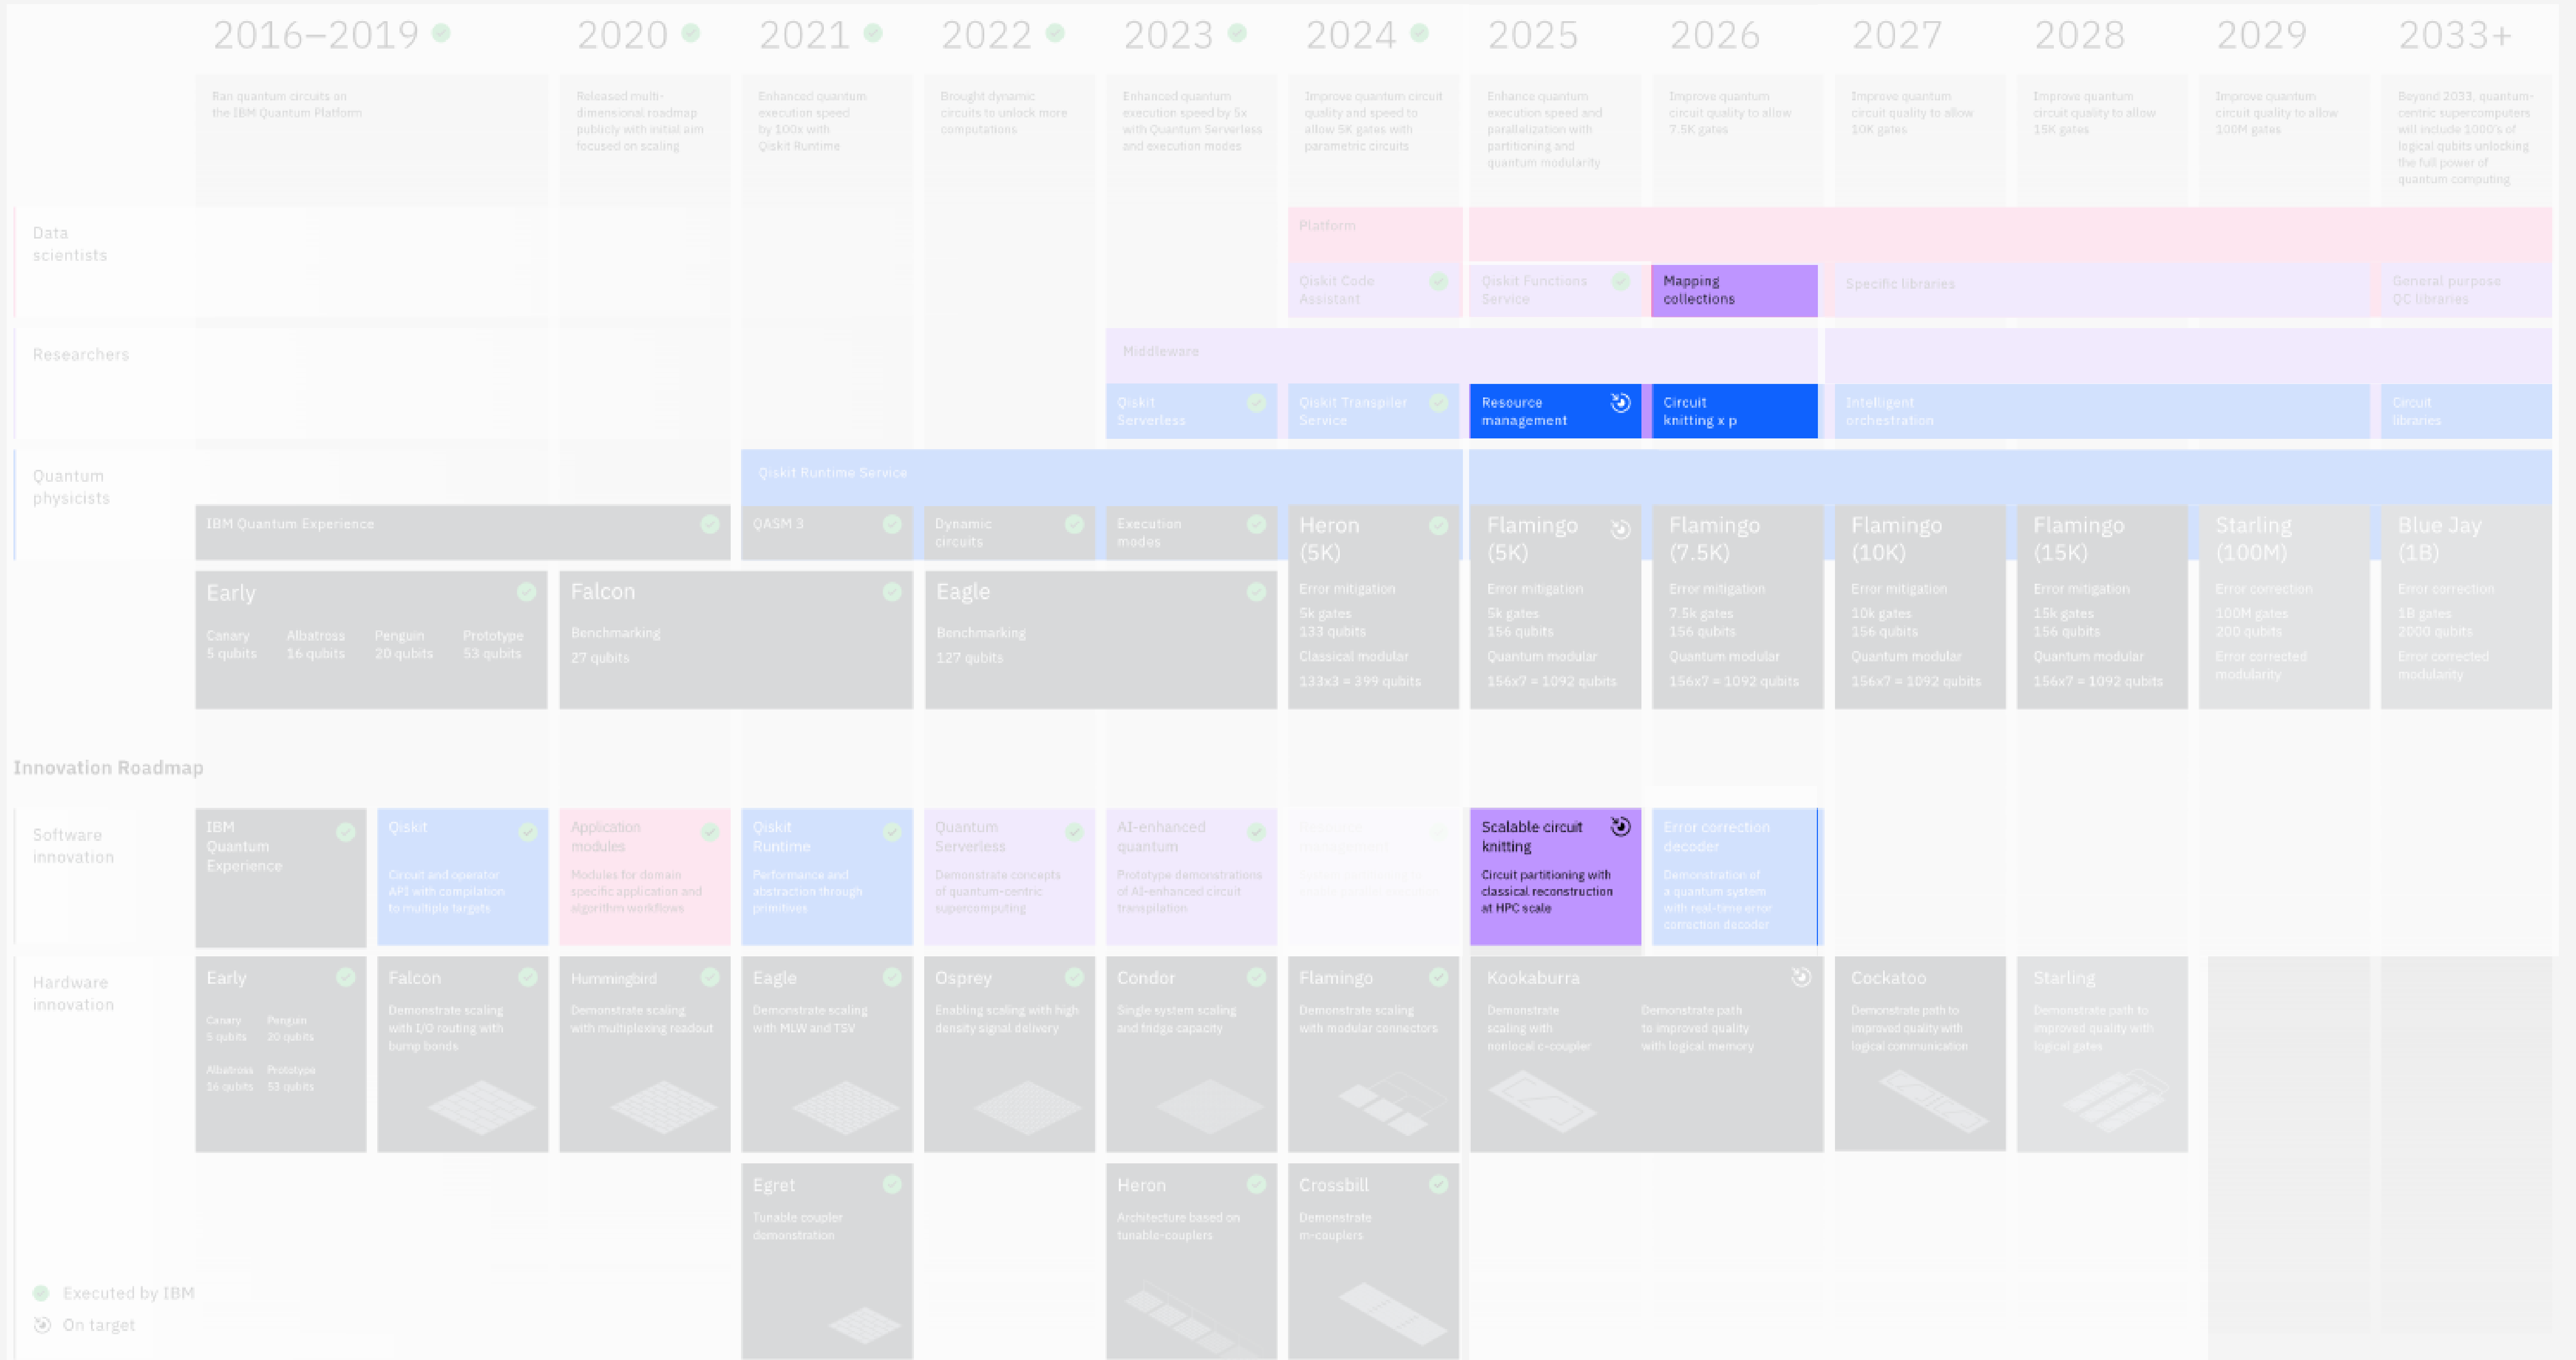 2016–2019
2020
2021
2022
2023
2024
2025
2026
2027
2028
2029
2033+
Ran quantum circuits on
the IBM Quantum Platform
Released multi-
dimensional roadmap
publicly with initial aim
focused on scaling
Enhanced quantum
execution speed
by 100x with
Qiskit Runtime
Brought dynamic
circuits to unlock more
computations
Enhanced quantum
execution speed by 5x
with Quantum Serverless
and execution modes
Improve quantum circuit
quality and speed to
allow 5K gates with
parametric circuits
Enhance quantum
execution speed and
parallelization with
partitioning and
quantum modularity
Improve quantum
circuit quality to allow
7.5K gates
Improve quantum
circuit quality to allow
10K gates
Improve quantum
circuit quality to allow
15K gates
Improve quantum
circuit quality to allow
100M gates
Beyond 2033, quantum-
centric supercomputers
will include 1000's of
logical qubits unlocking
the full power of
quantum computing
Data
scientists
Platform
Qiskit Code
Assistant
Qiskit Functions
Service
Mapping
collections
Specific libraries
General purpose
QC libraries
Researchers
Middleware
Qiskit
Serverless
Qiskit Transpiler
Service
Resource
management
Circuit
knitting x p
Intelligent
orchestration
Circuit
libraries
Quantum
physicists
Qiskit Runtime Service
IBM Quantum Experience
QASM 3
Dynamic
circuits
Execution
modes
Heron
(5K)
Error mitigation
5k gates
133 qubits
Classical modular
133x3 = 399 qubits
Flamingo
(5K)
Error mitigation
5k gates
156 qubits
Quantum modular
156x7 = 1092 qubits
Flamingo
(7.5K)
Error mitigation
7.5k gates
156 qubits
Quantum modular
156x7 = 1092 qubits
Flamingo
(10K)
Error mitigation
10k gates
156 qubits
Quantum modular
156x7 = 1092 qubits
Flamingo
(15K)
Error mitigation
15k gates
156 qubits
Quantum modular
156x7 = 1092 qubits
Starling
(100M)
Error correction
100M gates
200 qubits
Error corrected
modularity
Blue Jay
(1B)
Error correction
1B gates
2000 qubits
Error corrected
modularity
Early
Canary
5 qubits
Albatross
16 qubits
Penguin
20 qubits
Prototype
53 qubits
Falcon
Benchmarking
27 qubits
Eagle
Benchmarking
127 qubits
Innovation Roadmap
Software
innovation
IBM
Quantum
Experience
Qiskit
Circuit and operator
API with compilation
to multiple targets
Application
modules
Modules for domain
specific application and
algorithm workflows
Qiskit
Runtime
Performance and
abstraction through
primitives
Quantum
Serverless
Demonstrate concepts
of quantum-centric
supercomputing
AI-enhanced
quantum
Prototype demonstrations
of AI-enhanced circuit
transpilation
Resource
management
Scalable circuit
knitting
Circuit partitioning with
classical reconstruction
at HPC scale
Error correction
decoder
Demonstration of
a quantum system
with real-time error
correction decoder
Hardware
innovation
Early
Canary
5 qubits
Penguin
20 qubits
Albatross
16 qubits
Prototype
53 qubits
Falcon
Demonstrate scaling
with I/O routing with
bump bonds
Hummingbird
Demonstrate scaling
with multiplexing readout
Eagle
Demonstrate scaling
with MLW and TSV
Osprey
Enabling scaling with high
density signal delivery
Condor
Single system scaling
and fridge capacity
Flamingo
Demonstrate scaling
with modular connectors
Kookaburra
Demonstrate
scaling with
nonlocal c-coupler
Demonstrate path
to improved quality
with logical memory
Cockatoo
Demonstrate path to
improved quality with
logical communication
Starling
Demonstrate path to
improved quality with
logical gates
Egret
Tunable coupler
demonstration
Heron
Architecture based on
tunable-couplers
Crossbill
Demonstrate
m-couplers
Executed by IBM
On target